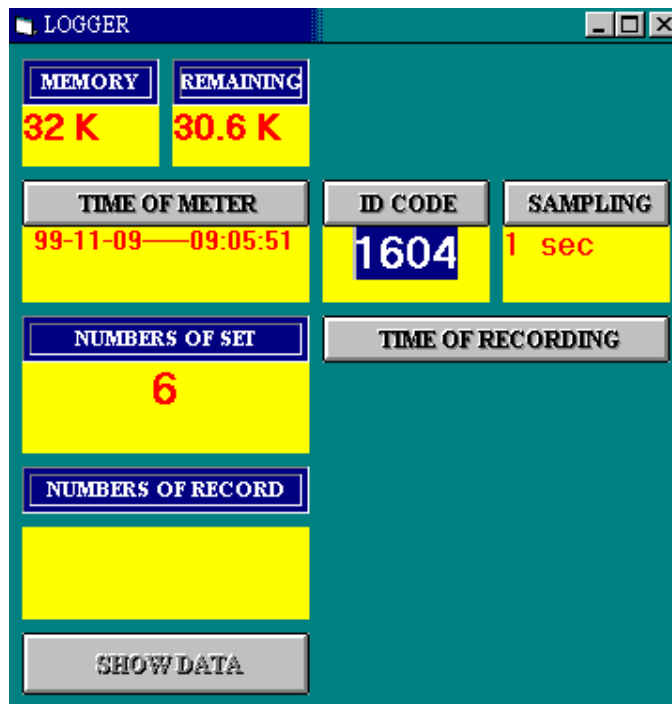 LOGGER
MEMORY REMAINING
32 K 30.6 K
TIME OF METER ID CODE SAMPLING
99-11-09——09:05:51 1604 1 sec
NUMBERS OF SET TIME OF RECORDING
6
NUMBERS OF RECORD
SHOW DATA